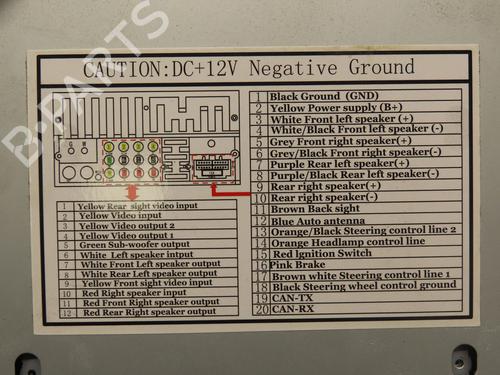 CAUTION:DC+12V Negative Ground
1 Black Ground (GND)
2 Yellow Power supply (B+)
3 White Front left speaker (+)
4 White/Black Front left speaker(-)
5 Grey Front right speaker(+)
6 Grey/Black Front right speaker(-)
7 Purple Rear left speaker(+)
8 Purple/Black Rear left speaker(-)
9 Rear right speaker(+)
10 Rear right speaker(-)
11 Brown Back sight
12 Blue Auto antenna
13 Orange/Black Steering control line 2
14 Orange Headlamp control line
15 Red Ignition Switch
16 Pink Brake
17 Brown white Steering control line 1
18 Black Steering wheel control ground
19 CAN-TX
20 CAN-RX
1 Yellow Rear sight video input
2 Yellow Video input
3 Yellow Video output 2
4 Yellow Video output 1
5 Green Sub-woofer output
6 White Left speaker intput
7 White Front Left speaker output
8 White Rear Left speaker output
9 Yellow Front sight video input
10 Red Right speaker input
11 Red Front Right speaker output
12 Red Rear Right speaker output
B-PARTS